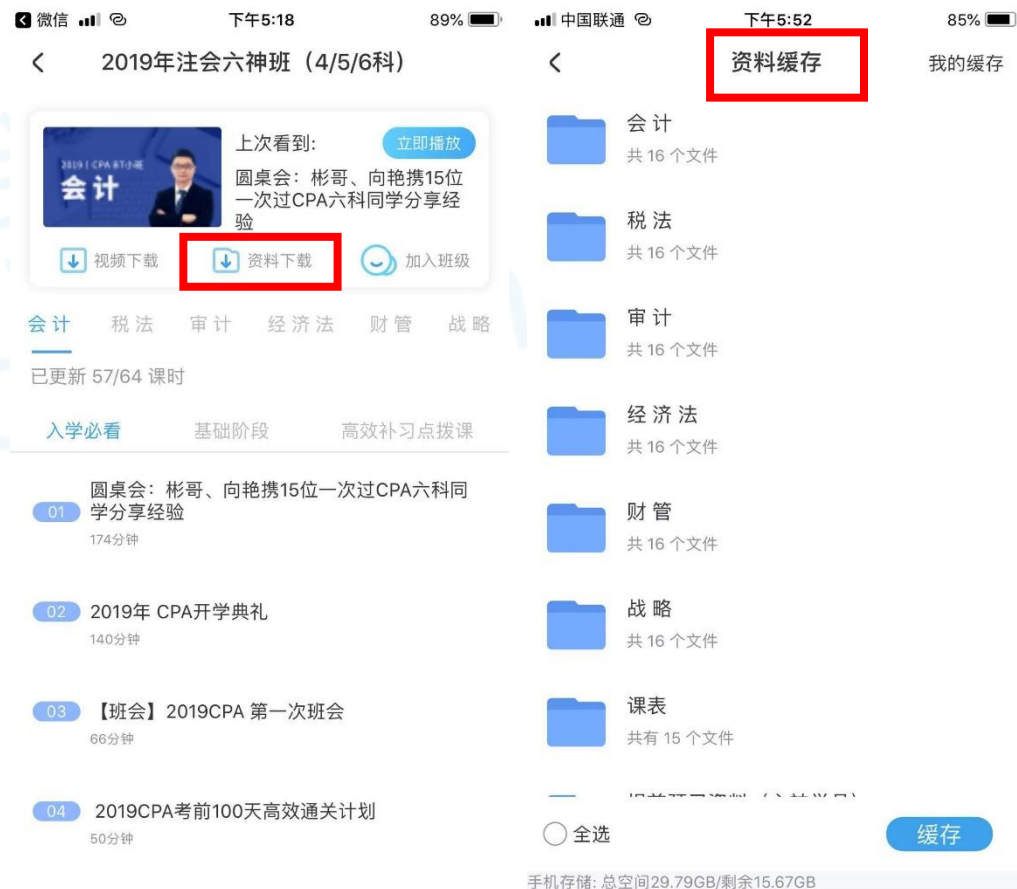 微信
下午5:18
89%
2019年注会六神班（4/5/6科）
2019 | CPA BT小班
会 计
上次看到:
立即播放
圆桌会：彬哥、向艳携15位
一次过CPA六科同学分享经
验
视频下载
资料下载
加入班级
会 计
税 法
审 计
经 济 法
财 管
战 略
已更新 57/64 课时
入学必看
基础阶段
高效补习点拨课
01
圆桌会：彬哥、向艳携15位一次过CPA六科同
学分享经验
174分钟
02
2019年 CPA开学典礼
140分钟
03
【班会】2019CPA 第一次班会
66分钟
04
2019CPA考前100天高效通关计划
50分钟
中国联通
下午5:52
85%
资料缓存
我的缓存
会 计
共 16 个文件
税 法
共 16 个文件
审 计
共 16 个文件
经 济 法
共 16 个文件
财 管
共 16 个文件
战 略
共 16 个文件
课表
共有 15 个文件
全选
缓存
手机存储: 总空间29.79GB/剩余15.67GB